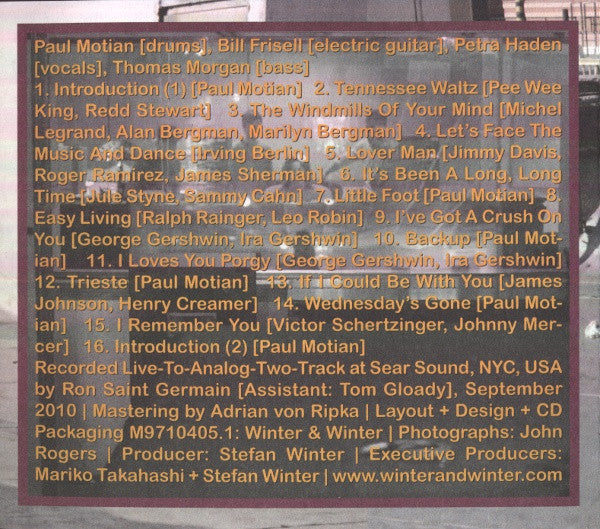 Paul Motian [drums], Bill Frisell [electric guitar], Petra Haden
[vocals], Thomas Morgan [bass]
1. Introduction (1) [Paul Motian] 2. Tennessee Waltz [Pee Wee
King, Redd Stewart] 3. The Windmills Of Your Mind [Michel
Legrand, Alan Bergman, Marilyn Bergman] 4. Let's Face The
Music And Dance [Irving Berlin] 5. Lover Man [Jimmy Davis,
Roger Ramirez, James Sherman] 6. It's Been A Long, Long
Time [Jule Styne, Sammy Cahn] 7. Little Foot [Paul Motian] 8.
Easy Living [Ralph Rainger, Leo Robin] 9. I've Got A Crush On
You [George Gershwin, Ira Gershwin] 10. Backup [Paul Mot-
ian] 11. I Loves You Porgy [George Gershwin, Ira Gershwin]
12. Trieste [Paul Motian] 13. If I Could Be With You [James
Johnson, Henry Creamer] 14. Wednesday's Gone [Paul Mot-
ian] 15. I Remember You [Victor Schertzinger, Johnny Mer-
cer] 16. Introduction (2) [Paul Motian]
Recorded Live-To-Analog-Two-Track at Sear Sound, NYC, USA
by Ron Saint Germain [Assistant: Tom Gloady], September
2010 | Mastering by Adrian von Ripka | Layout + Design + CD
Packaging M9710405.1: Winter & Winter | Photographs: John
Rogers | Producer: Stefan Winter | Executive Producers:
Mariko Takahashi + Stefan Winter | www.winterandwinter.com